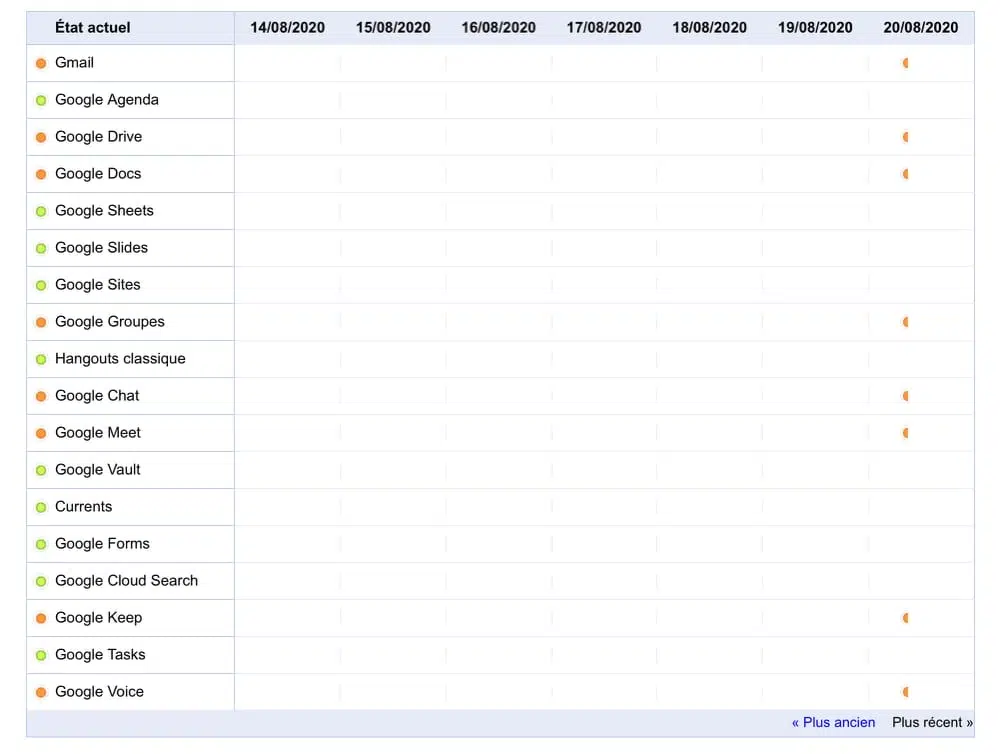 État actuel 14/08/2020 15/08/2020 16/08/2020 17/08/2020 18/08/2020 19/08/2020 20/08/2020
Gmail
Google Agenda
Google Drive
Google Docs
Google Sheets
Google Slides
Google Sites
Google Groupes
Hangouts classique
Google Chat
Google Meet
Google Vault
Currents
Google Forms
Google Cloud Search
Google Keep
Google Tasks
Google Voice
« Plus ancien Plus récent »